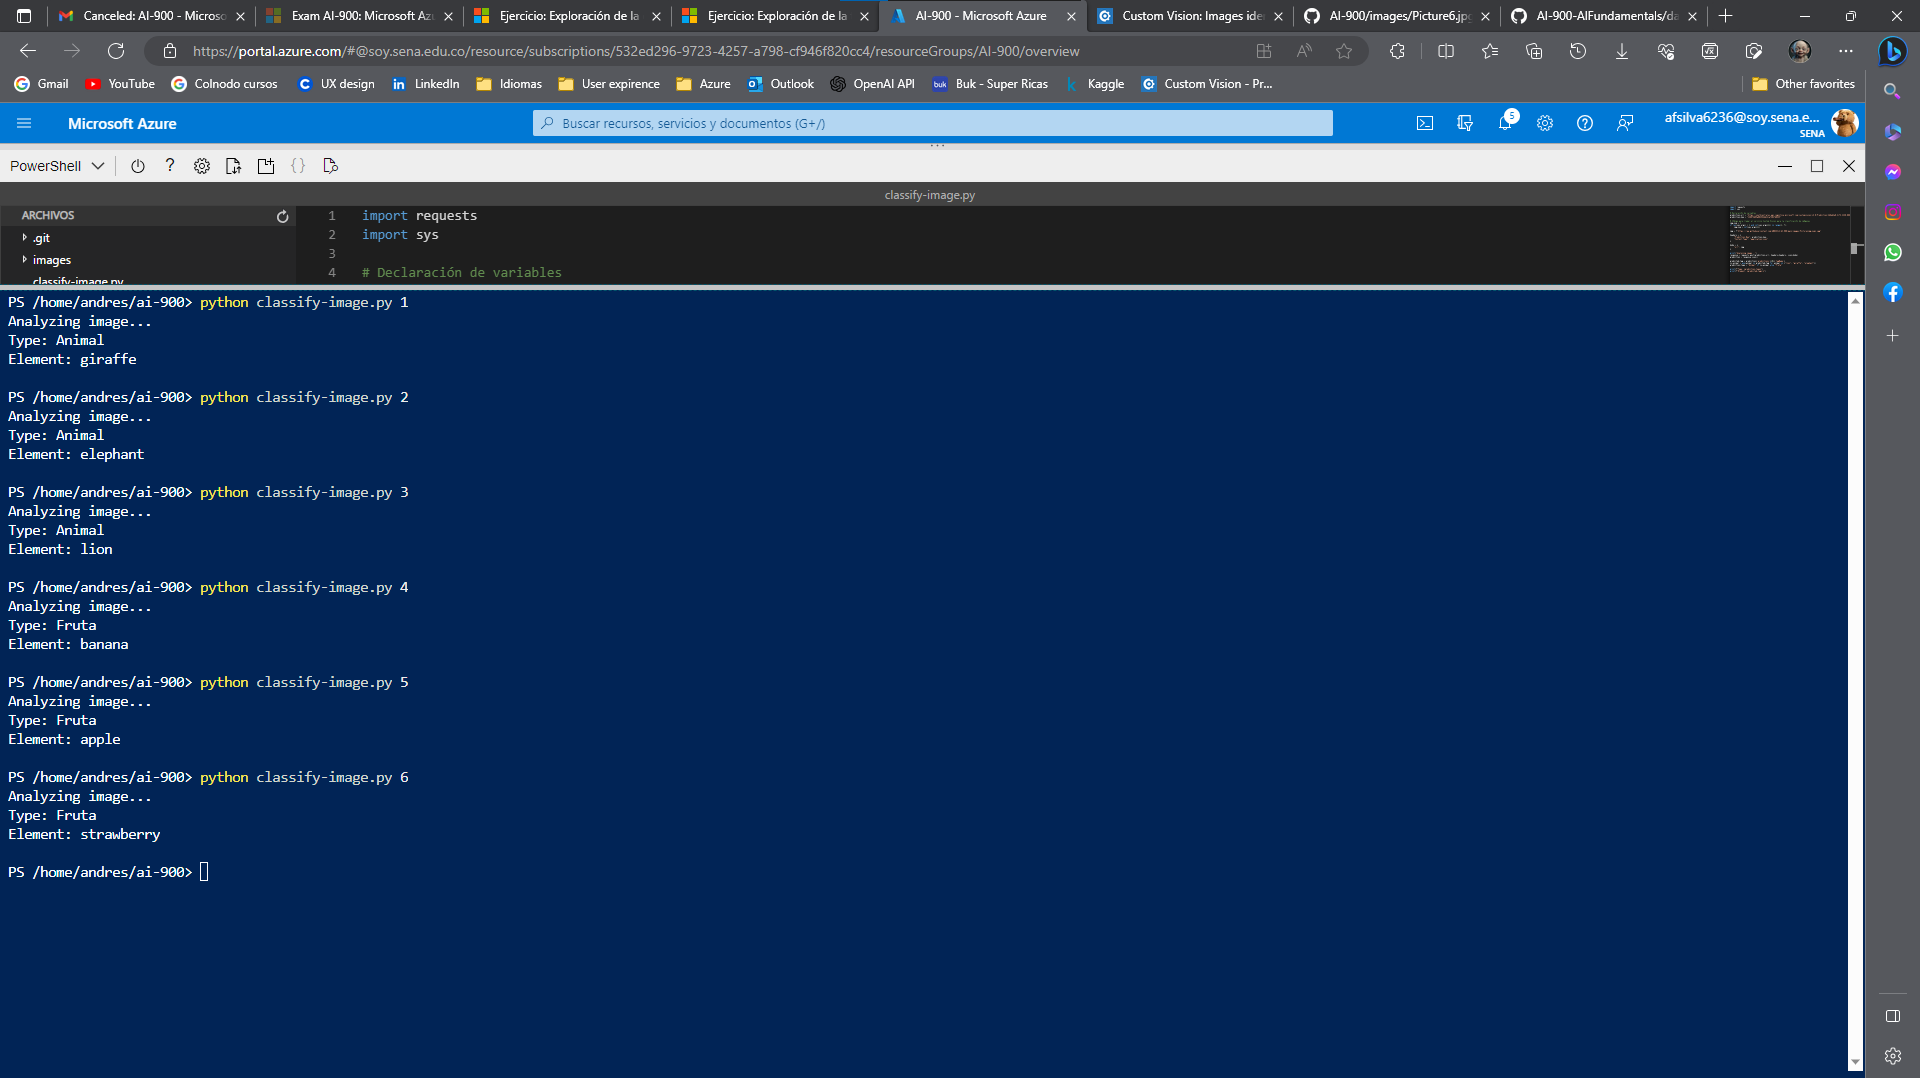 Canceled: AI-900 - Microso
Exam AI-900: Microsoft Azu
Ejercicio: Exploración de la
Ejercicio: Exploración de la
AI-900 - Microsoft Azure
Custom Vision: Images ide
AI-900/images/Picture6.jpg
AI-900-AIFundamentals/da
https://portal.azure.com/#@soy.sena.edu.co/resource/subscriptions/532ed296-9723-4257-a798-cf946f820cc4/resourceGroups/AI-900/overview
Gmail
YouTube
Colnodo cursos
UX design
LinkedIn
Idiomas
User expirence
Azure
Outlook
OpenAI API
buk
Buk - Super Ricas
Kaggle
Custom Vision - Pr...
Other favorites
Microsoft Azure
Buscar recursos, servicios y documentos (G+/)
5
afsilva6236@soy.sena.e...
SENA
PowerShell
classify-image.py
ARCHIVOS
.git
images
classify-image.py
1 import requests
2 import sys
3
4 # Declaración de variables
PS /home/andres/ai-900> python classify-image.py 1
Analyzing image...
Type: Animal
Element: giraffe
PS /home/andres/ai-900> python classify-image.py 2
Analyzing image...
Type: Animal
Element: elephant
PS /home/andres/ai-900> python classify-image.py 3
Analyzing image...
Type: Animal
Element: lion
PS /home/andres/ai-900> python classify-image.py 4
Analyzing image...
Type: Fruta
Element: banana
PS /home/andres/ai-900> python classify-image.py 5
Analyzing image...
Type: Fruta
Element: apple
PS /home/andres/ai-900> python classify-image.py 6
Analyzing image...
Type: Fruta
Element: strawberry
PS /home/andres/ai-900>